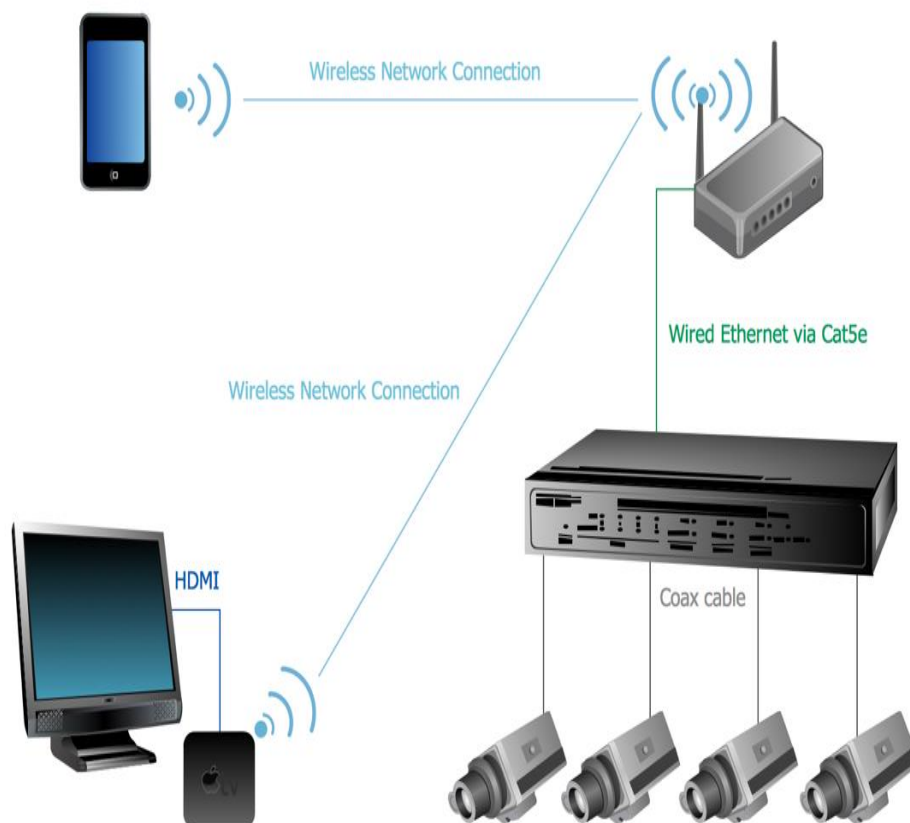 Wireless Network Connection
Wired Ethernet via Cat5e
Wireless Network Connection
HDMI
Coax cable
tv